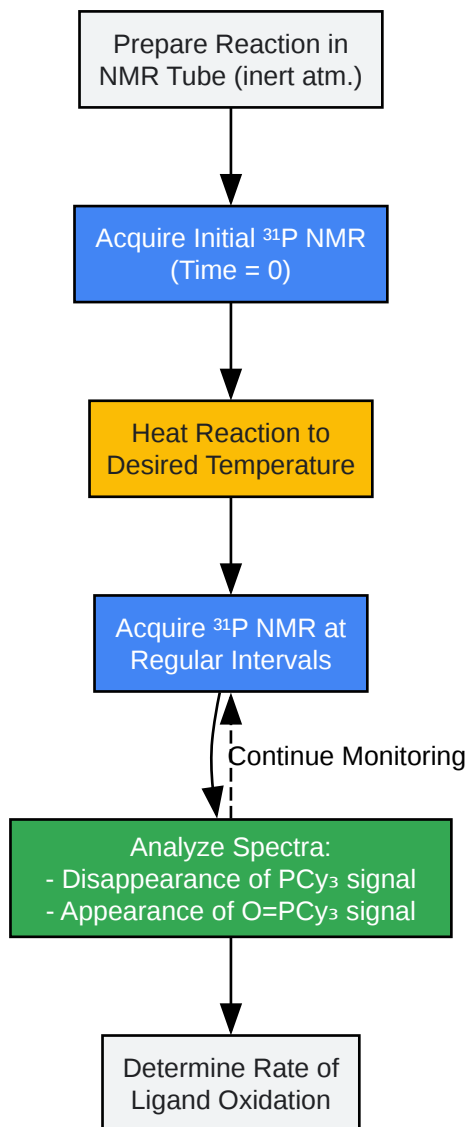 Prepare Reaction in
NMR Tube (inert atm.)
Acquire Initial ³¹P NMR
(Time = 0)
Heat Reaction to
Desired Temperature
Acquire ³¹P NMR at
Regular Intervals
Continue Monitoring
Analyze Spectra:
- Disappearance of PCy₃ signal
- Appearance of O=PCy₃ signal
Determine Rate of
Ligand Oxidation